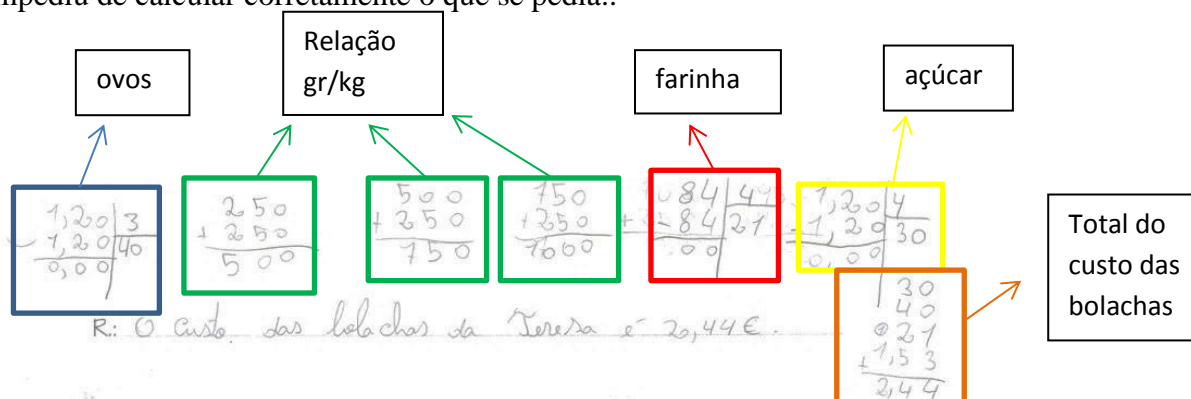 mpediu de calcular corretamente o que se pedia..
ovos
Relação
gr/kg
farinha
açúcar
1,20 3
- 1,20 40
0,00
250
+ 250
500
500
+ 250
750
750
+ 250
1000
84 4
- 84 21
00
1,20 4
- 1,20 30
0,00
30
40
021
+ 1,53
2,44
Total do
custo das
bolachas
R.: O custo das bolachas da Teresa é 20,44€.